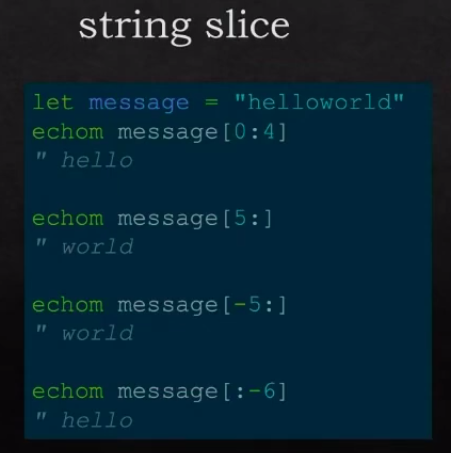 string slice
let message = "helloworld"
echom message[0:4]
" hello
echom message[5:]
" world
echom message[-5:]
" world
echom message[:-6]
" hello